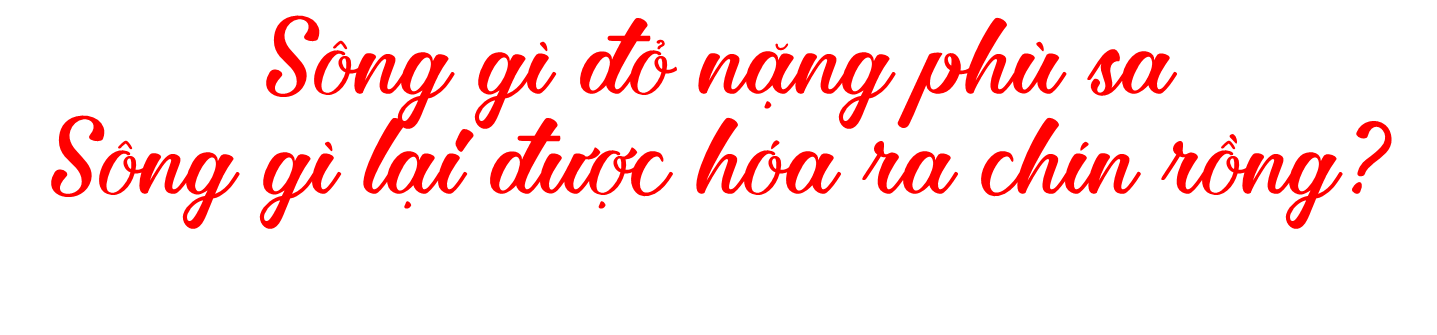 Sông gì đỏ nặng phù sa
Sông gì lại được hóa ra chín rồng?